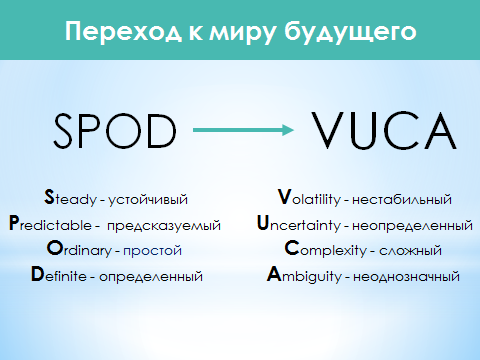 Переход к миру будущего
SPOD
VUCA
Steady - устойчивый
Predictable - предсказуемый
Ordinary - простой
Definite - определенный
Volatility - нестабильный
Uncertainty - неопределенный
Complexity - сложный
Ambiguity - неоднозначный